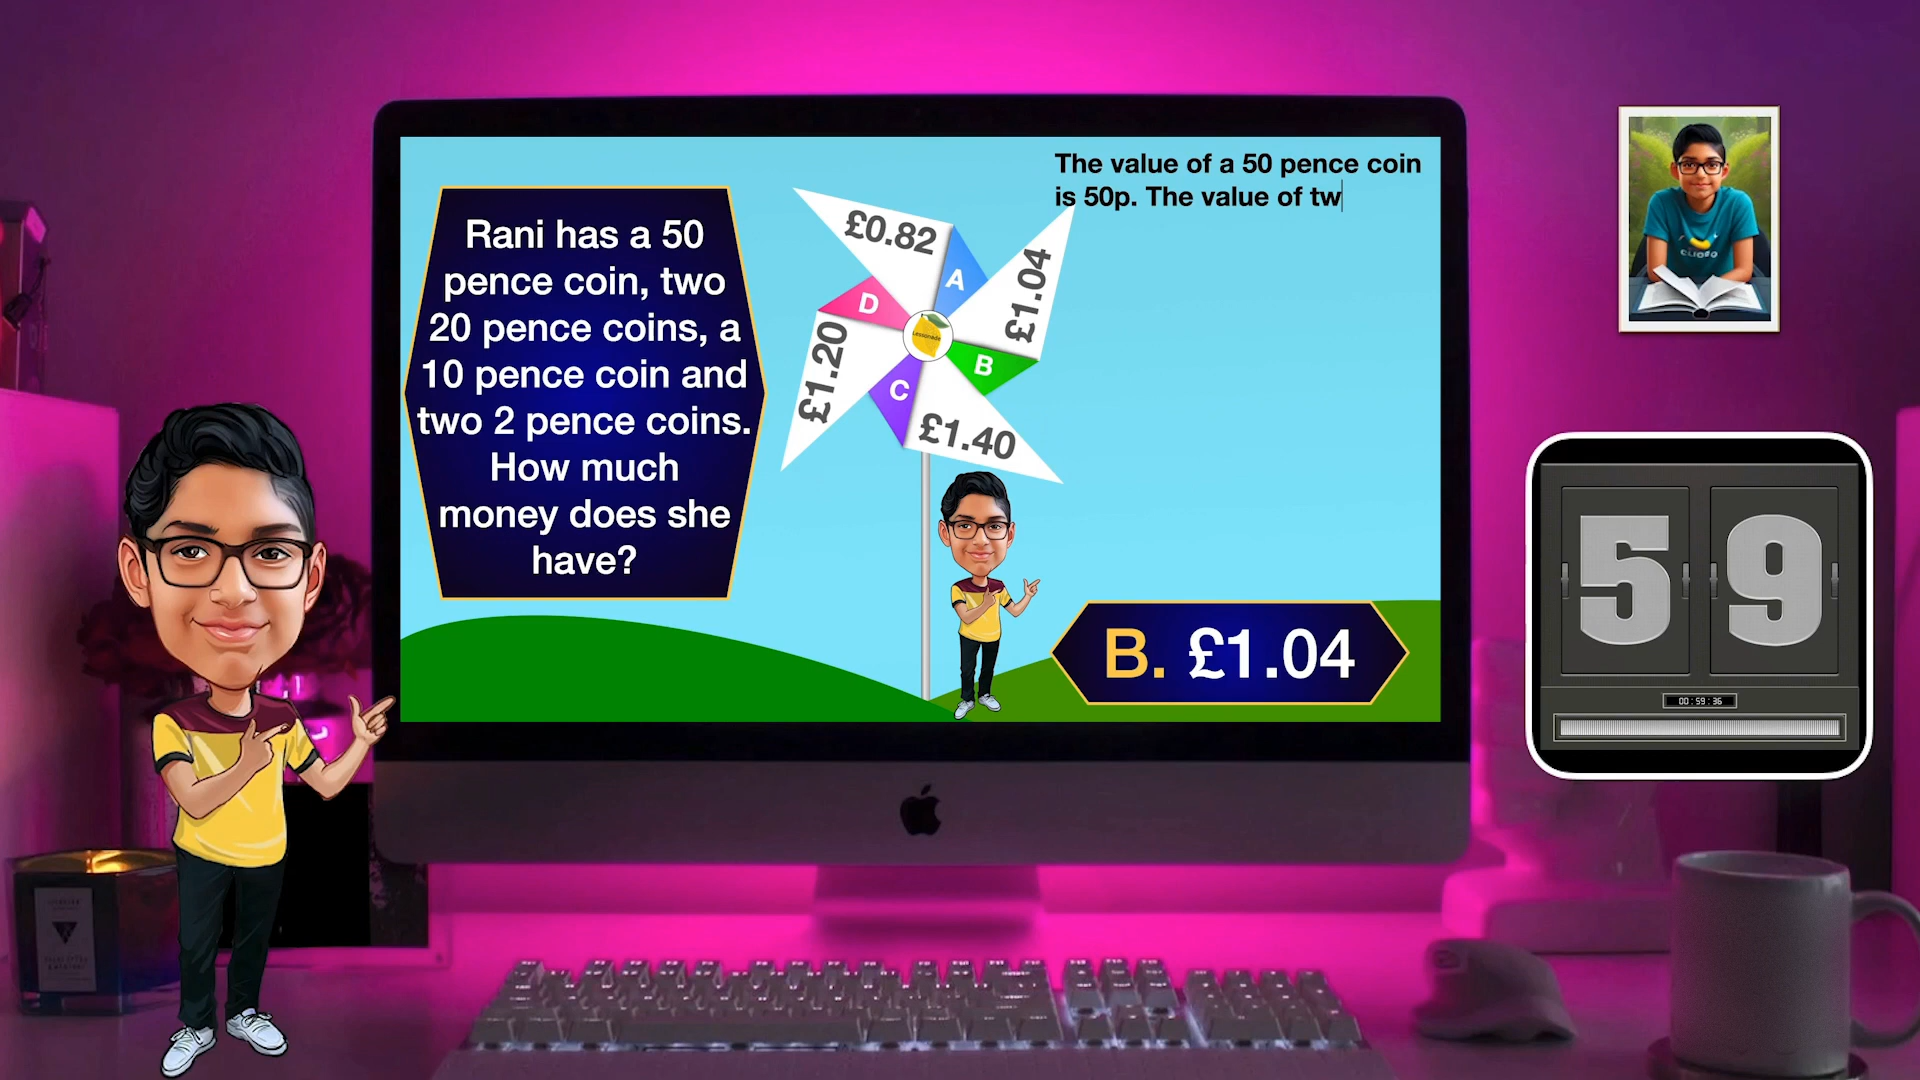 Rani has a 50
pence coin, two
20 pence coins, a
10 pence coin and
two 2 pence coins.
How much
money does she
have?
The value of a 50 pence coin
is 50p. The value of tw
£0.82
A
£1.04
B
£1.40
C
£1.20
D
Lessonade
B. £1.04
59
00:59:36